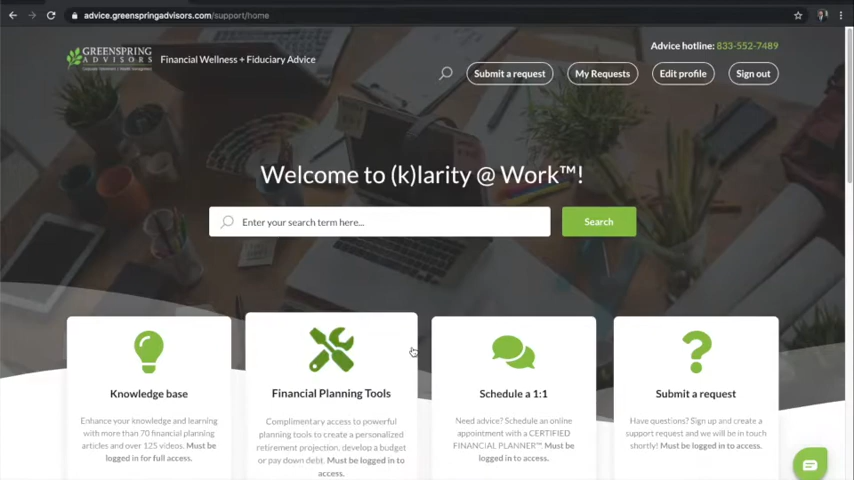 advice.greenspringadvisors.com/support/home
Advice hotline: 833-552-7489
GREENSPRING
ADVISORS
Financial Wellness + Fiduciary Advice
Submit a request
My Requests
Edit profile
Sign out
Welcome to (k)larity @ Work™!
Enter your search term here...
Search
Knowledge base
Enhance your knowledge and learning
with more than 70 financial planning
articles and over 125 videos. Must be
logged in for full access.
Financial Planning Tools
Complimentary access to powerful
planning tools to create a personalized
retirement projection, develop a budget
or pay down debt. Must be logged in to
access.
Schedule a 1:1
Need advice? Schedule an online
appointment with a CERTIFIED
FINANCIAL PLANNER™. Must be
logged in to access.
Submit a request
Have questions? Sign up and create a
support request and we will be in touch
shortly! Must be logged in to access.